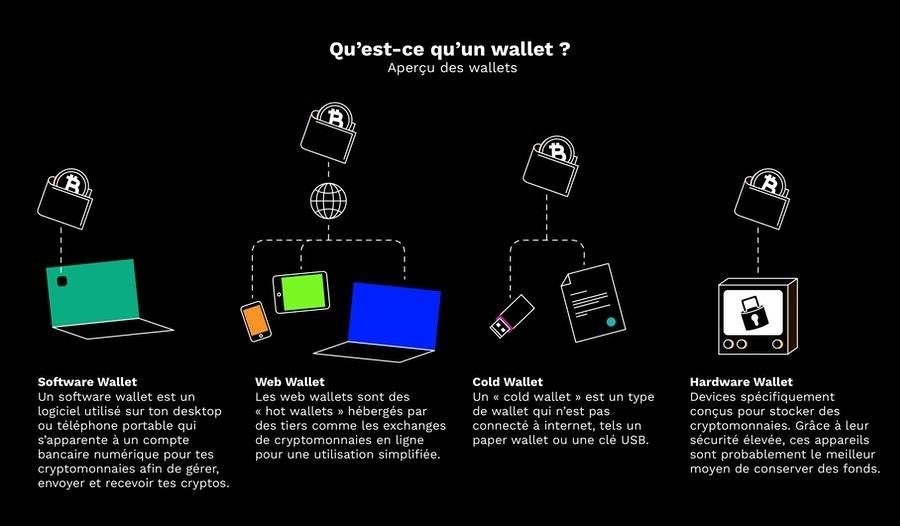 Qu’est-ce qu’un wallet ?
Aperçu des wallets
Software Wallet
Un software wallet est un
logiciel utilisé sur ton desktop
ou téléphone portable qui
s’apparente à un compte
bancaire numérique pour tes
cryptomonnaies afin de gérer,
envoyer et recevoir tes cryptos.
Web Wallet
Les web wallets sont des
« hot wallets » hébergés par
des tiers comme les exchanges
de cryptomonnaies en ligne
pour une utilisation simplifiée.
Cold Wallet
Un « cold wallet » est un type
de wallet qui n’est pas
connecté à internet, tels un
paper wallet ou une clé USB.
Hardware Wallet
Devices spécifiquement
conçus pour stocker des
cryptomonnaies. Grâce à leur
sécurité élevée, ces appareils
sont probablement le meilleur
moyen de conserver des fonds.